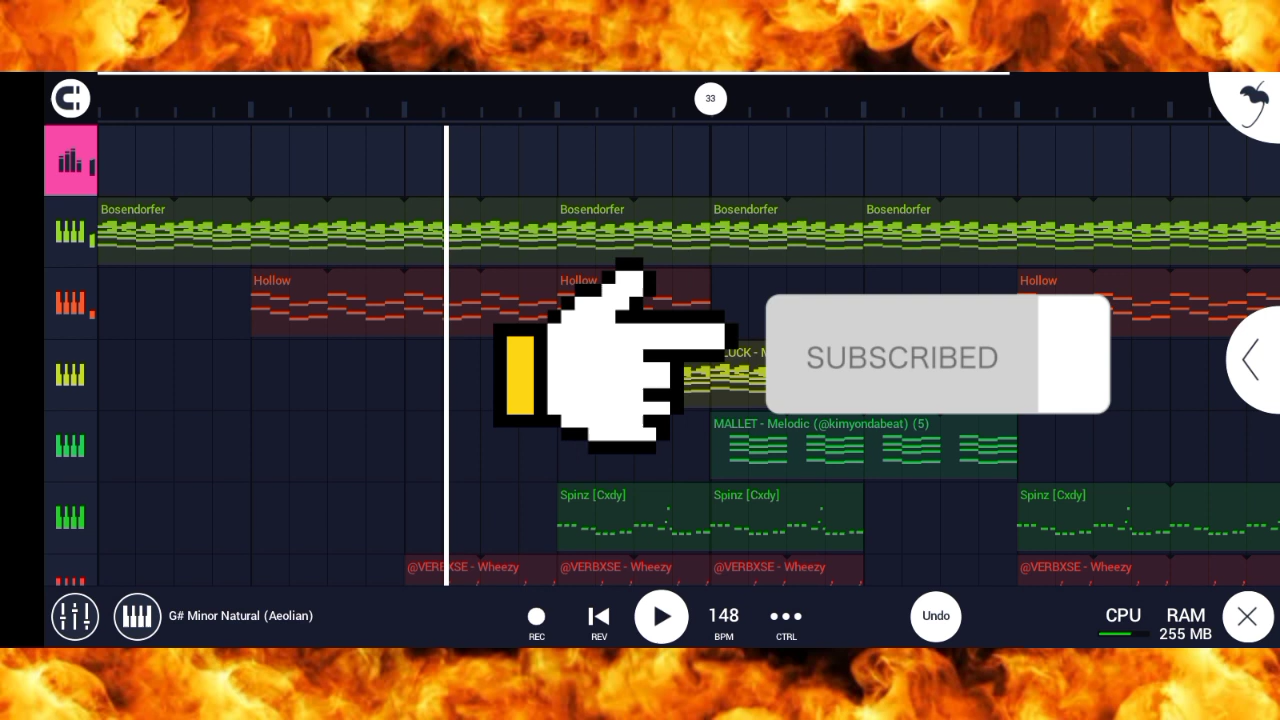 33
Bosendorfer
Bosendorfer
Bosendorfer
Bosendorfer
Hollow
Hollow
Hollow
SUBSCRIBED
MALLET - Melodic (@kimyondabeat) (5)
Spinz [Cxdy]
Spinz [Cxdy]
Spinz [Cxdy]
@VERBXSE - Wheezy
@VERBXSE - Wheezy
@VERBXSE - Wheezy
@VERBXSE - Wheezy
G# Minor Natural (Aeolian)
REC
REV
148
BPM
CTRL
Undo
CPU
RAM
255 MB